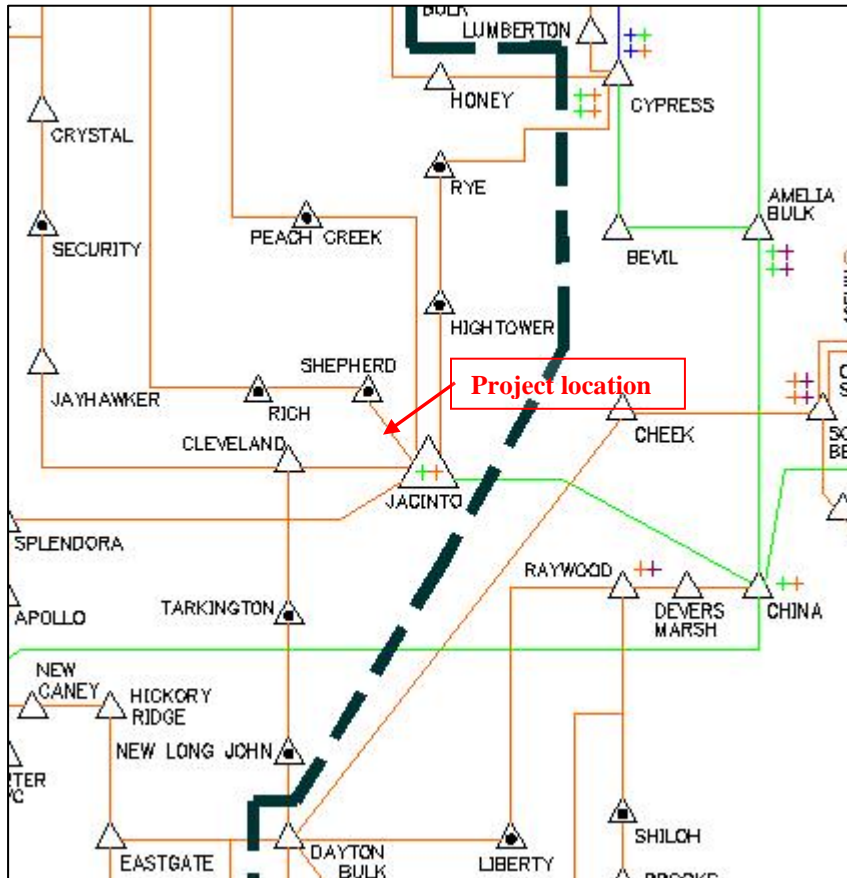 BULK
LUMBERTON
HONEY
CYPRESS
CRYSTAL
RYE
AMELIA
BULK
PEACH CREEK
SECURITY
BEVIL
HIGHTOWER
SHEPHERD
Project location
JAYHAWKER
RICH
CHEEK
CLEVELAND
JACINTO
SPLENDORA
RAYWOOD
DEVERS
MARSH
CHINA
APOLLO
TARKINGTON
NEW
CANEY
HICKORY
RIDGE
NEW LONG JOHN
SHILOH
EASTGATE
DAYTON
BULK
LIBERTY